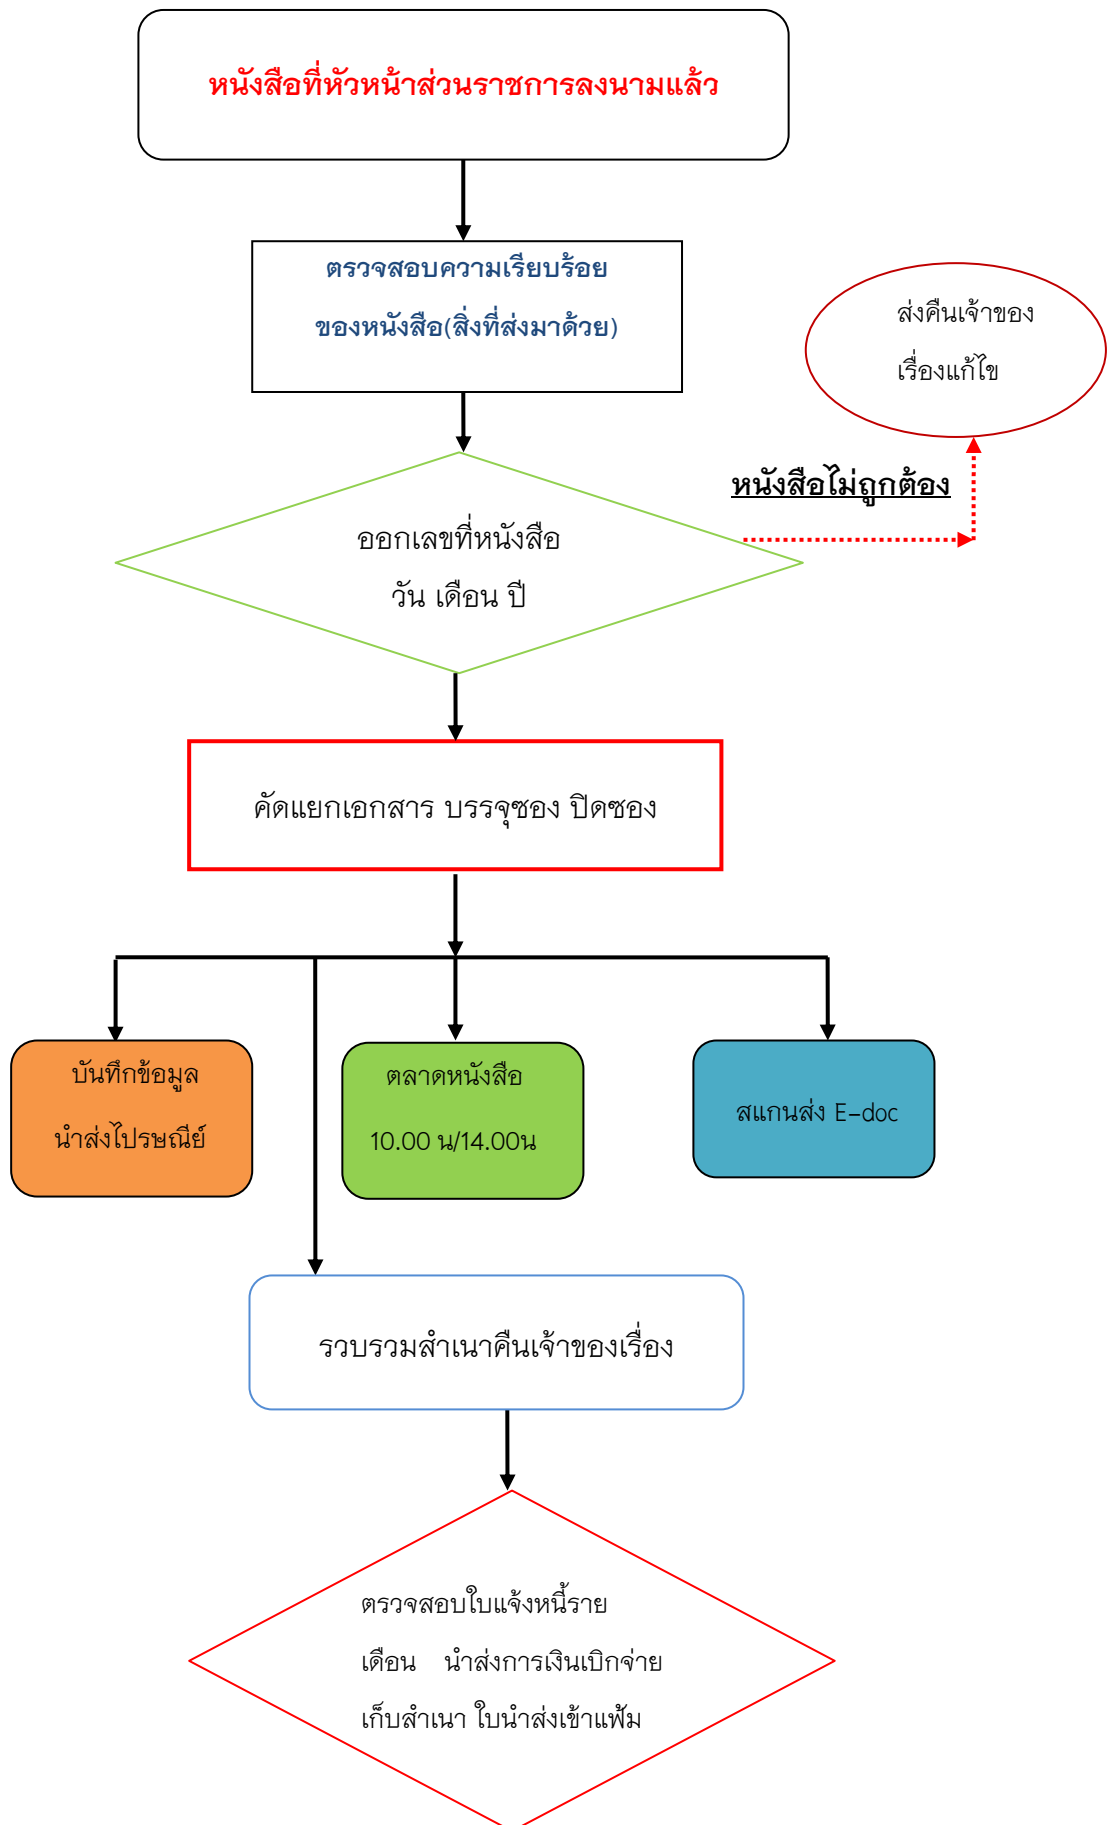 หนังสือที่หัวหน้าส่วนราชการลงนามแล้ว
ตรวจสอบความเรียบร้อย
ของหนังสือ(สิ่งที่ส่งมาด้วย)
ส่งคืนเจ้าของ
เรื่องแก้ไข
หนังสือไม่ถูกต้อง
ออกเลขที่หนังสือ
วัน เดือน ปี
คัดแยกเอกสาร บรรจุซอง ปิดซอง
บันทึกข้อมูล
นำส่งไปรษณีย์
ตลาดหนังสือ
10.00 น/14.00น
สแกนส่ง E-doc
รวบรวมสำเนาคืนเจ้าของเรื่อง
ตรวจสอบใบแจ้งหนี้ราย
เดือน นำส่งการเงินเบิกจ่าย
เก็บสำเนา ใบนำส่งเข้าแฟ้ม